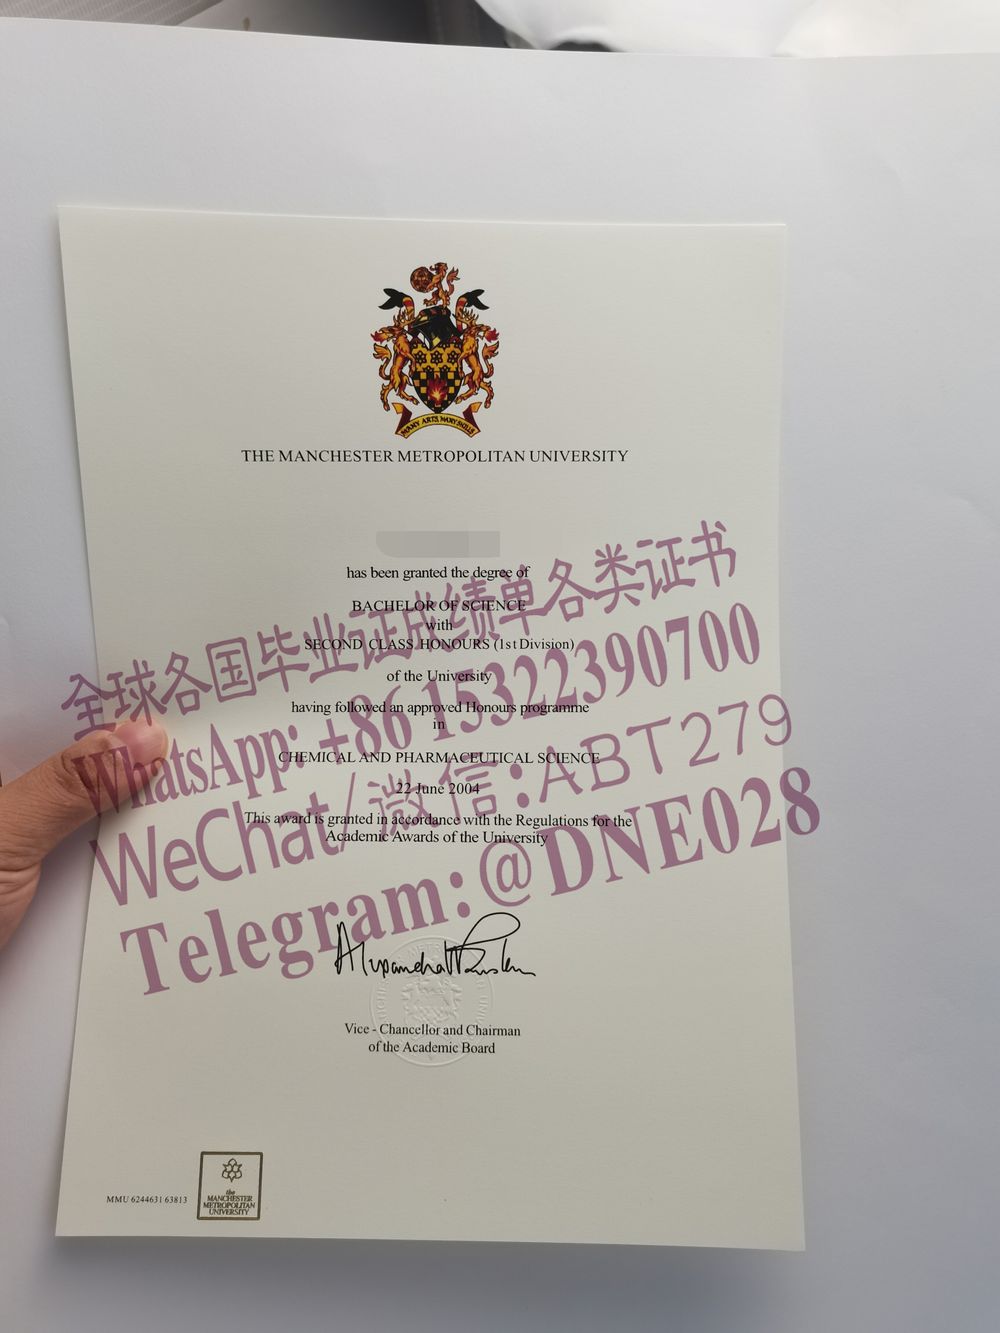 MANY ARTS, MANY SKILLS
THE MANCHESTER METROPOLITAN UNIVERSITY
has been granted the degree of
BACHELOR OF SCIENCE
with
SECOND CLASS HONOURS (1st Division)
of the University
having followed an approved Honours programme
in
CHEMICAL AND PHARMACEUTICAL SCIENCE
22 June 2004
This award is granted in accordance with the Regulations for the
Academic Awards of the University
全球各国毕业证成绩单各类证书
WhatsApp: +86 15322390700
WeChat/微信:ABT279
Telegram:@DNE028
Vice - Chancellor and Chairman
of the Academic Board
MMU 6244631 63813
the
MANCHESTER
METROPOLITAN
UNIVERSITY